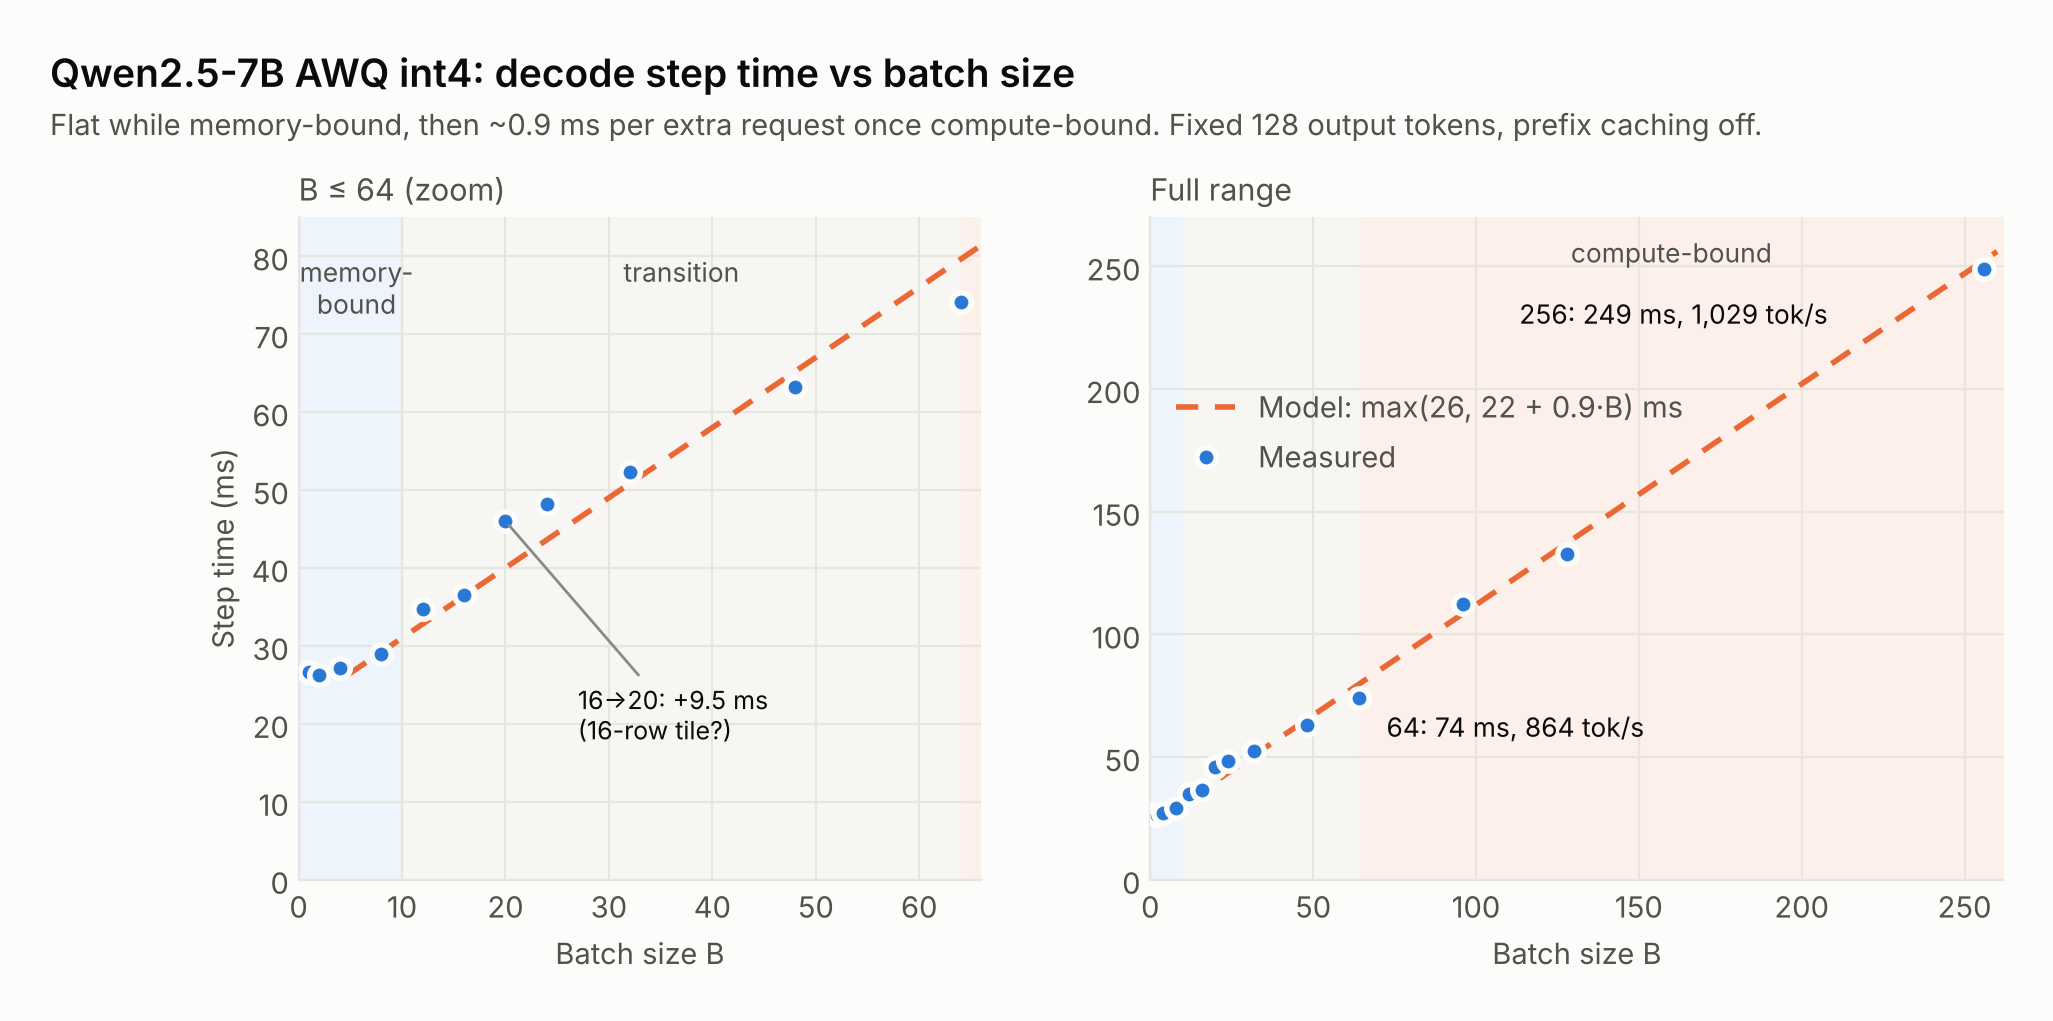 Qwen2.5-7B AWQ int4: decode step time vs batch size
Flat while memory-bound, then ~0.9 ms per extra request once compute-bound. Fixed 128 output tokens, prefix caching off.
B ≤ 64 (zoom)
80
70
60
50
40
30
20
10
0
Step time (ms)
memory-
bound
transition
16→20: +9.5 ms
(16-row tile?)
0 10 20 30 40 50 60
Batch size B
Full range
250
200
150
100
50
0
compute-bound
256: 249 ms, 1,029 tok/s
Model: max(26, 22 + 0.9·B) ms
Measured
64: 74 ms, 864 tok/s
0 50 100 150 200 250
Batch size B